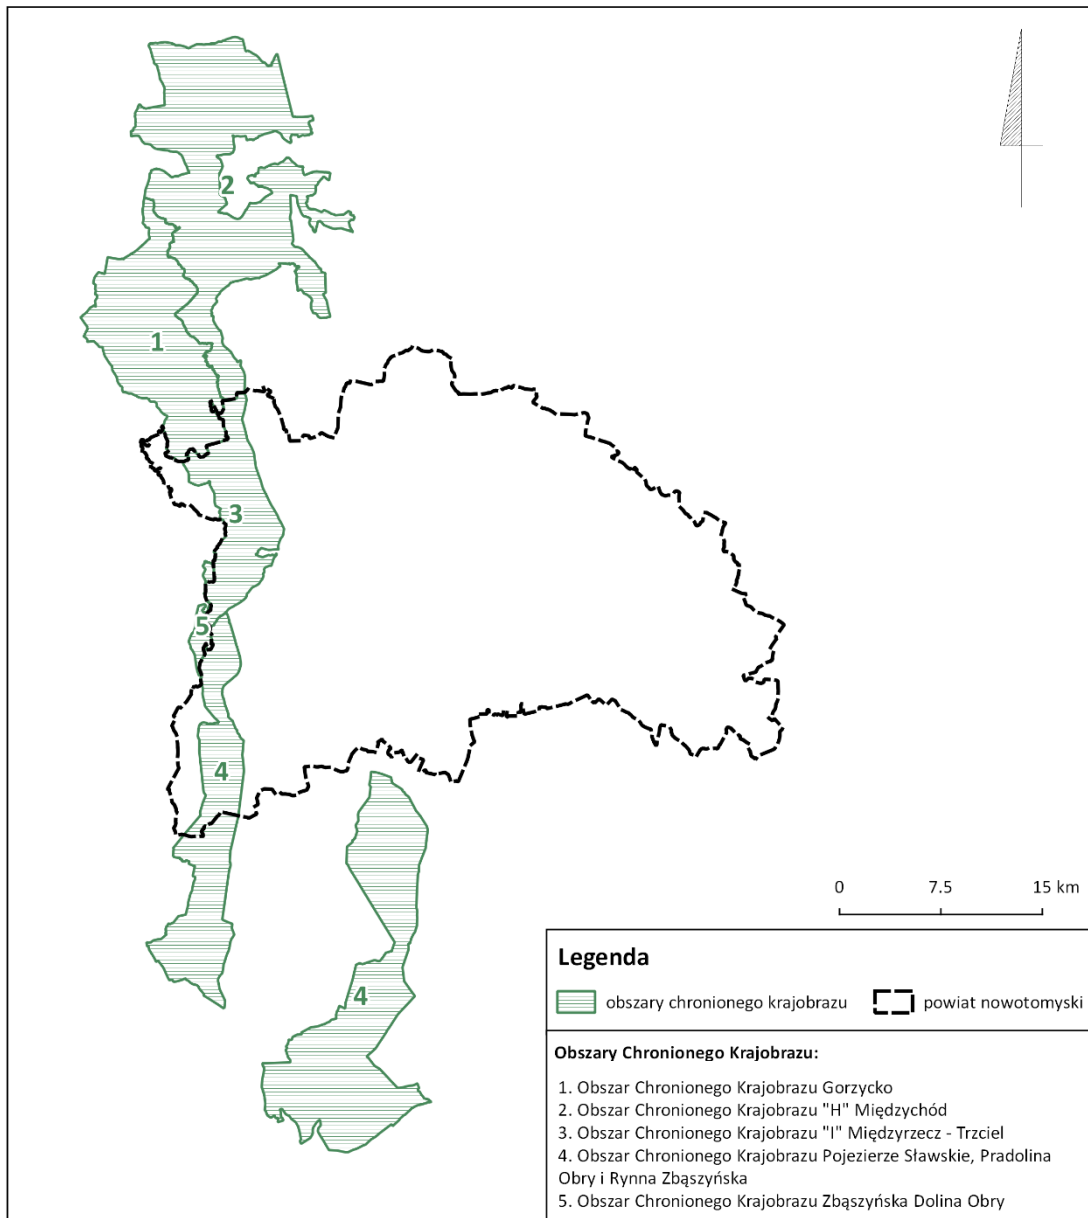 2
1
3
5
4
4
0 7.5 15 km
Legenda
obszary chronionego krajobrazu powiat nowotomyski
Obszary Chronionego Krajobrazu:
1. Obszar Chronionego Krajobrazu Gorzycko
2. Obszar Chronionego Krajobrazu "H" Międzychód
3. Obszar Chronionego Krajobrazu "I" Międzyrzecz - Trzciel
4. Obszar Chronionego Krajobrazu Pojezierze Sławskie, Pradolina
Obry i Rynna Zbąszyńska
5. Obszar Chronionego Krajobrazu Zbąszyńska Dolina Obry